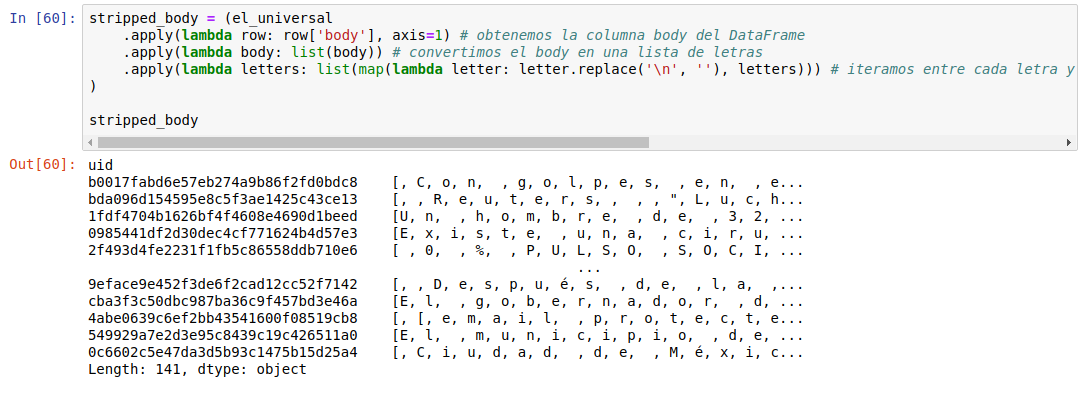 In [60]: stripped_body = (el_universal
.apply(lambda row: row['body'], axis=1) # obtenemos la columna body del DataFrame
.apply(lambda body: list(body)) # convertimos el body en una lista de letras
.apply(lambda letters: list(map(lambda letter: letter.replace('\n', ''), letters))) # iteramos entre cada letra y
)
stripped_body
Out[60]: uid
b0017fabd6e57eb274a9b86f2fd0bdc8    [, C, o, n,  , g, o, l, p, e, s,  , e, n,  , e...
bda096d154595e8c5f3ae1425c43ce13    [, , R, e, u, t, e, r, s, ,  , , ", L, u, c, h...
1fdf4704b1626bf4f4608e4690d1beed    [U, n,  , h, o, m, b, r, e,  , d, e,  , 3, 2, ...
0985441df2d30dec4cf771624b4d57e3    [E, x, i, s, t, e,  , u, n, a,  , c, i, r, u, ...
2f493d4fe2231f1fb5c86558ddb710e6    [ , 0,  , %,  , P, U, L, S, O,  , S, O, C, I, ...
...
9eface9e452f3de6f2cad12cc52f7142    [, , D, e, s, p, u, é, s,  , d, e,  , l, a,  ,...
cba3f3c50dbc987ba36c9f457bd3e46a    [E, l,  , g, o, b, e, r, n, a, d, o, r,  , d, ...
4abe0639c6ef2bb43541600f08519cb8    [, [, e, m, a, i, l,  , p, r, o, t, e, c, t, e...
549929a7e2d3e95c8439c19c426511a0    [E, l,  , m, u, n, i, c, i, p, i, o,  , d, e, ...
0c6602c5e47da3d5b93c1475b15d25a4    [, C, i, u, d, a, d,  , d, e,  , M, é, x, i, c...
Length: 141, dtype: object